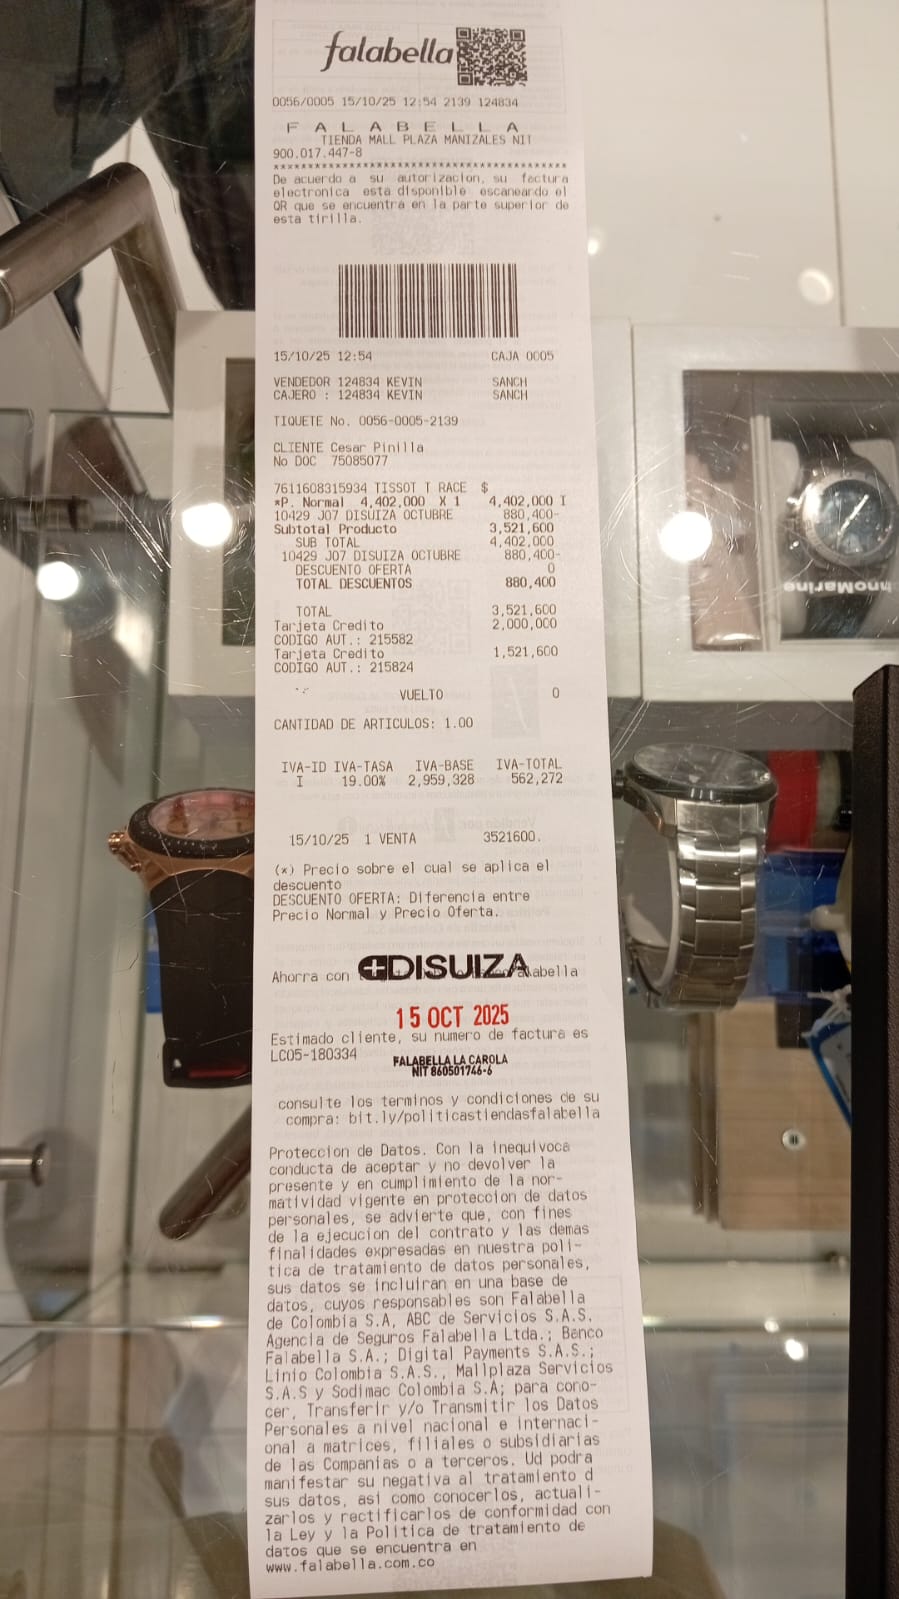 falabella
0056/0005 15/10/25 12:54 2139 124834
F A L A B E L L A
TIENDA MALL PLAZA MANIZALES NIT
900.017.447-8
******************************************
De acuerdo a su autorizacion, su factura
electronica esta disponible escaneando el
QR que se encuentra en la parte superior de
esta tirilla.
15/10/25 12:54 CAJA 0005
VENDEDOR 124834 KEVIN SANCH
CAJERO : 124834 KEVIN SANCH
TIQUETE No. 0056-0005-2139
CLIENTE Cesar Pinilla
No DOC 75085077
7611608315934 TISSOT T RACE $
*P. Normal 4,402,000 X 1 4,402,000 I
10429 J07 DISUIZA OCTUBRE 880,400-
Subtotal Producto 3,521,600
SUB TOTAL 4,402,000
10429 J07 DISUIZA OCTUBRE 880,400-
DESCUENTO OFERTA 0
TOTAL DESCUENTOS 880,400
TOTAL 3,521,600
Tarjeta Credito 2,000,000
CODIGO AUT.: 215582
Tarjeta Credito 1,521,600
CODIGO AUT.: 215824
VUELTO 0
CANTIDAD DE ARTICULOS: 1.00
IVA-ID IVA-TASA IVA-BASE IVA-TOTAL
I 19.00% 2,959,328 562,272
15/10/25 1 VENTA 3521600.
(*) Precio sobre el cual se aplica el
descuento
DESCUENTO OFERTA: Diferencia entre
Precio Normal y Precio Oferta.
DISUIZA
Ahorra con Falabella
15 OCT 2025
Estimado cliente, su numero de factura es
LC05-180334
FALABELLA LA CAROLA
NIT 860501746-6
consulte los terminos y condiciones de su
compra: bit.ly/politicastiendasfalabella
Proteccion de Datos. Con la inequivoca
conducta de aceptar y no devolver la
presente y en cumplimiento de la nor-
matividad vigente en proteccion de datos
personales, se advierte que, con fines
de la ejecucion del contrato y las demas
finalidades expresadas en nuestra poli-
tica de tratamiento de datos personales,
sus datos se incluiran en una base de
datos, cuyos responsables son Falabella
de Colombia S.A, ABC de Servicios S.A.S.
Agencia de Seguros Falabella Ltda.; Banco
Falabella S.A.; Digital Payments S.A.S.;
Linio Colombia S.A.S., Mallplaza Servicios
S.A.S y Sodimac Colombia S.A; para cono-
cer, Transferir y/o Transmitir los Datos
Personales a nivel nacional e internaci-
onal a matrices, filiales o subsidiarias
de las Companias o a terceros. Ud podra
manifestar su negativa al tratamiento d
sus datos, asi como conocerlos, actuali-
zarlos y rectificarlos de conformidad con
la Ley y la Politica de tratamiento de
datos que se encuentra en
www.falabella.com.co